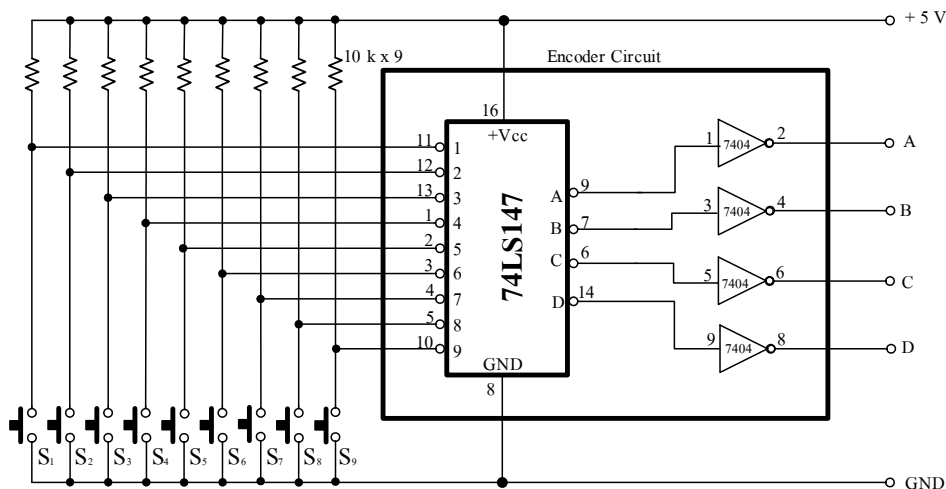 + 5 V
10 k x 9
Encoder Circuit
16
+Vcc
11 1
12 2
13 3
1 4
2 5
3 6
4 7
5 8
10 9
74LS147
A 9
B 7
C 6
D 14
GND
8
1 7404 2 A
3 7404 4 B
5 7404 6 C
9 7404 8 D
S1 S2 S3 S4 S5 S6 S7 S8 S9
GND